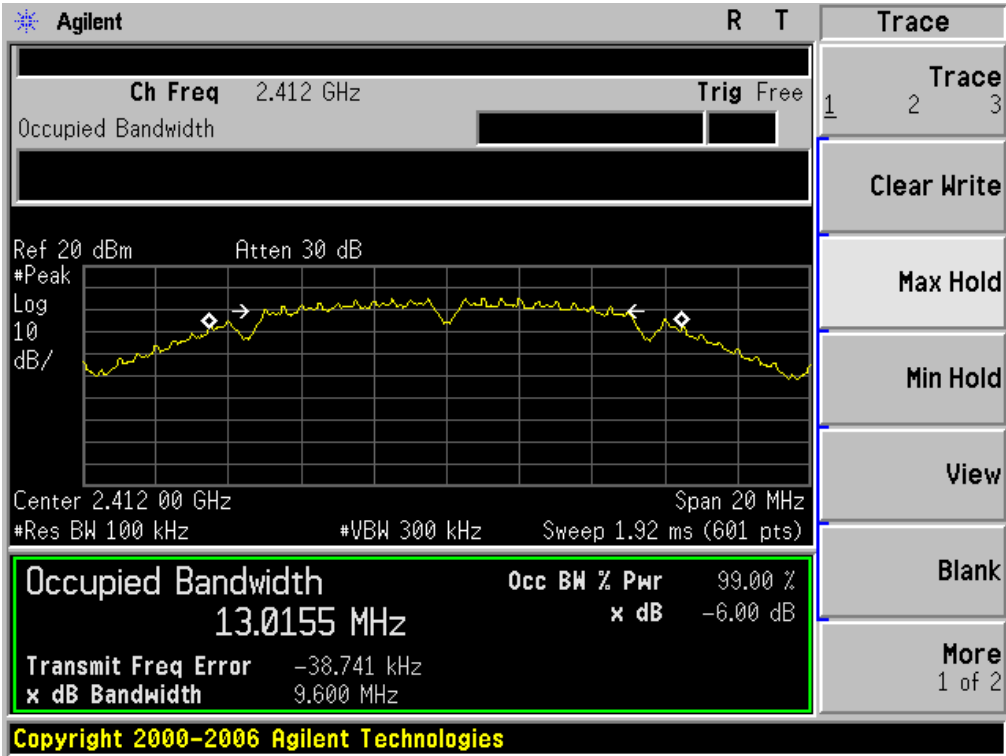 Agilent R T
Ch Freq 2.412 GHz Trig Free
Occupied Bandwidth
Ref 20 dBm Atten 30 dB
#Peak
Log
10
dB/
Center 2.412 00 GHz Span 20 MHz
#Res BW 100 kHz #VBW 300 kHz Sweep 1.92 ms (601 pts)
Occupied Bandwidth
13.0155 MHz
Occ BW % Pwr 99.00 %
x dB -6.00 dB
Transmit Freq Error -38.741 kHz
x dB Bandwidth 9.600 MHz
Copyright 2000-2006 Agilent Technologies
Trace
Trace
1 2 3
Clear Write
Max Hold
Min Hold
View
Blank
More
1 of 2